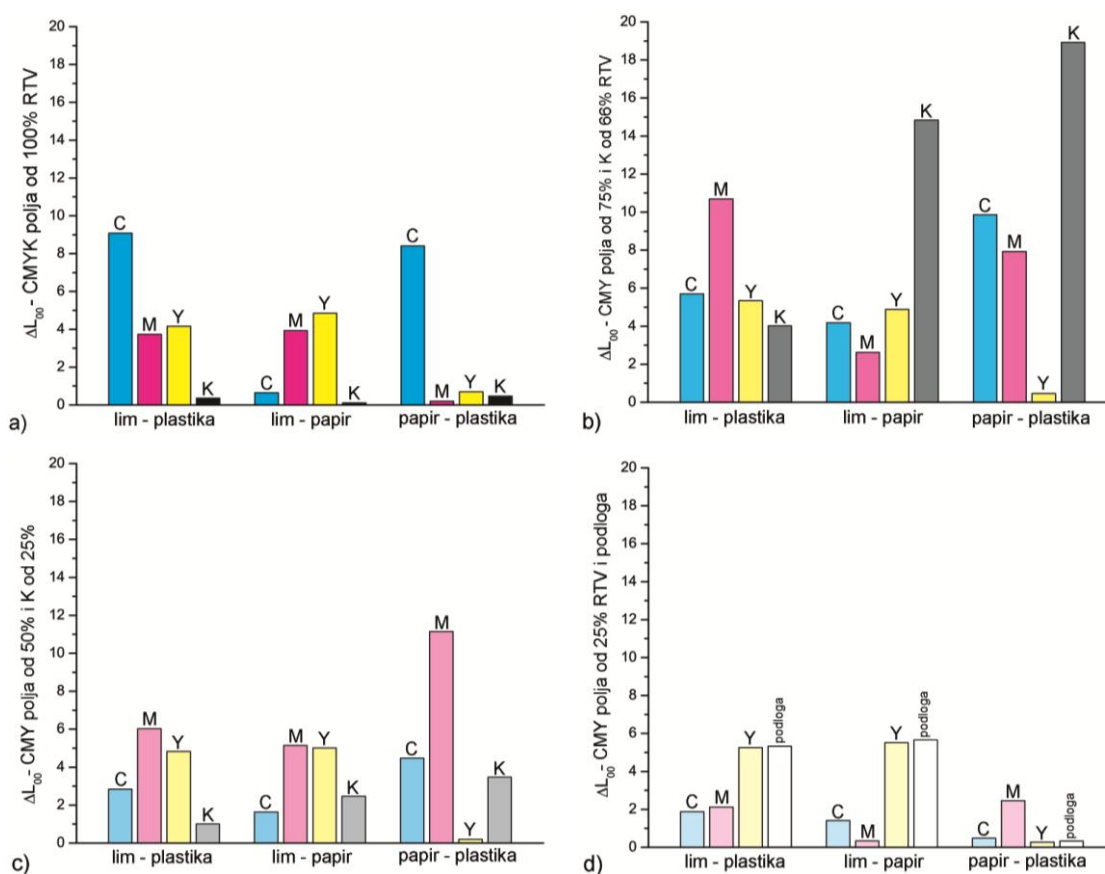 ΔL₀₀- CMYK polja od 100% RTV
20
18
16
14
12
10
8
6
4
2
0
C
M
Y
K
C
M
Y
K
C
M
Y
K
lim - plastika
lim - papir
papir - plastika
a)
ΔL₀₀- CMY polja od 75% i K od 66% RTV
20
18
16
14
12
10
8
6
4
2
0
C
M
Y
K
C
M
Y
K
C
M
Y
K
lim - plastika
lim - papir
papir - plastika
b)
ΔL₀₀- CMY polja od 50% i K od 25%
20
18
16
14
12
10
8
6
4
2
0
C
M
Y
K
C
M
Y
K
C
M
Y
K
lim - plastika
lim - papir
papir - plastika
c)
ΔL₀₀- CMY polja od 25% RTV i podloga
20
18
16
14
12
10
8
6
4
2
0
C
M
Y
podloga
C
M
Y
podloga
C
M
Y
podloga
lim - plastika
lim - papir
papir - plastika
d)